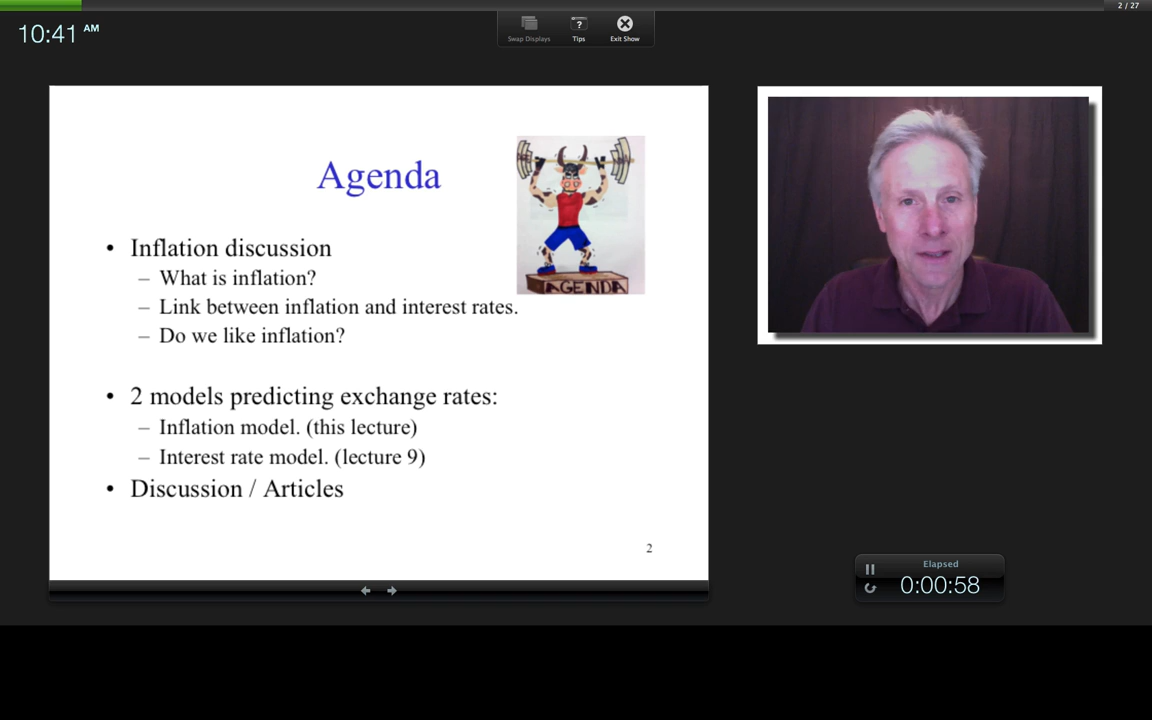 2 / 27
10:41 AM
Swap Displays
?
Tips
Exit Show
Agenda
AGENDA
• Inflation discussion
– What is inflation?
– Link between inflation and interest rates.
– Do we like inflation?
• 2 models predicting exchange rates:
– Inflation model. (this lecture)
– Interest rate model. (lecture 9)
• Discussion / Articles
2
Elapsed
0:00:58